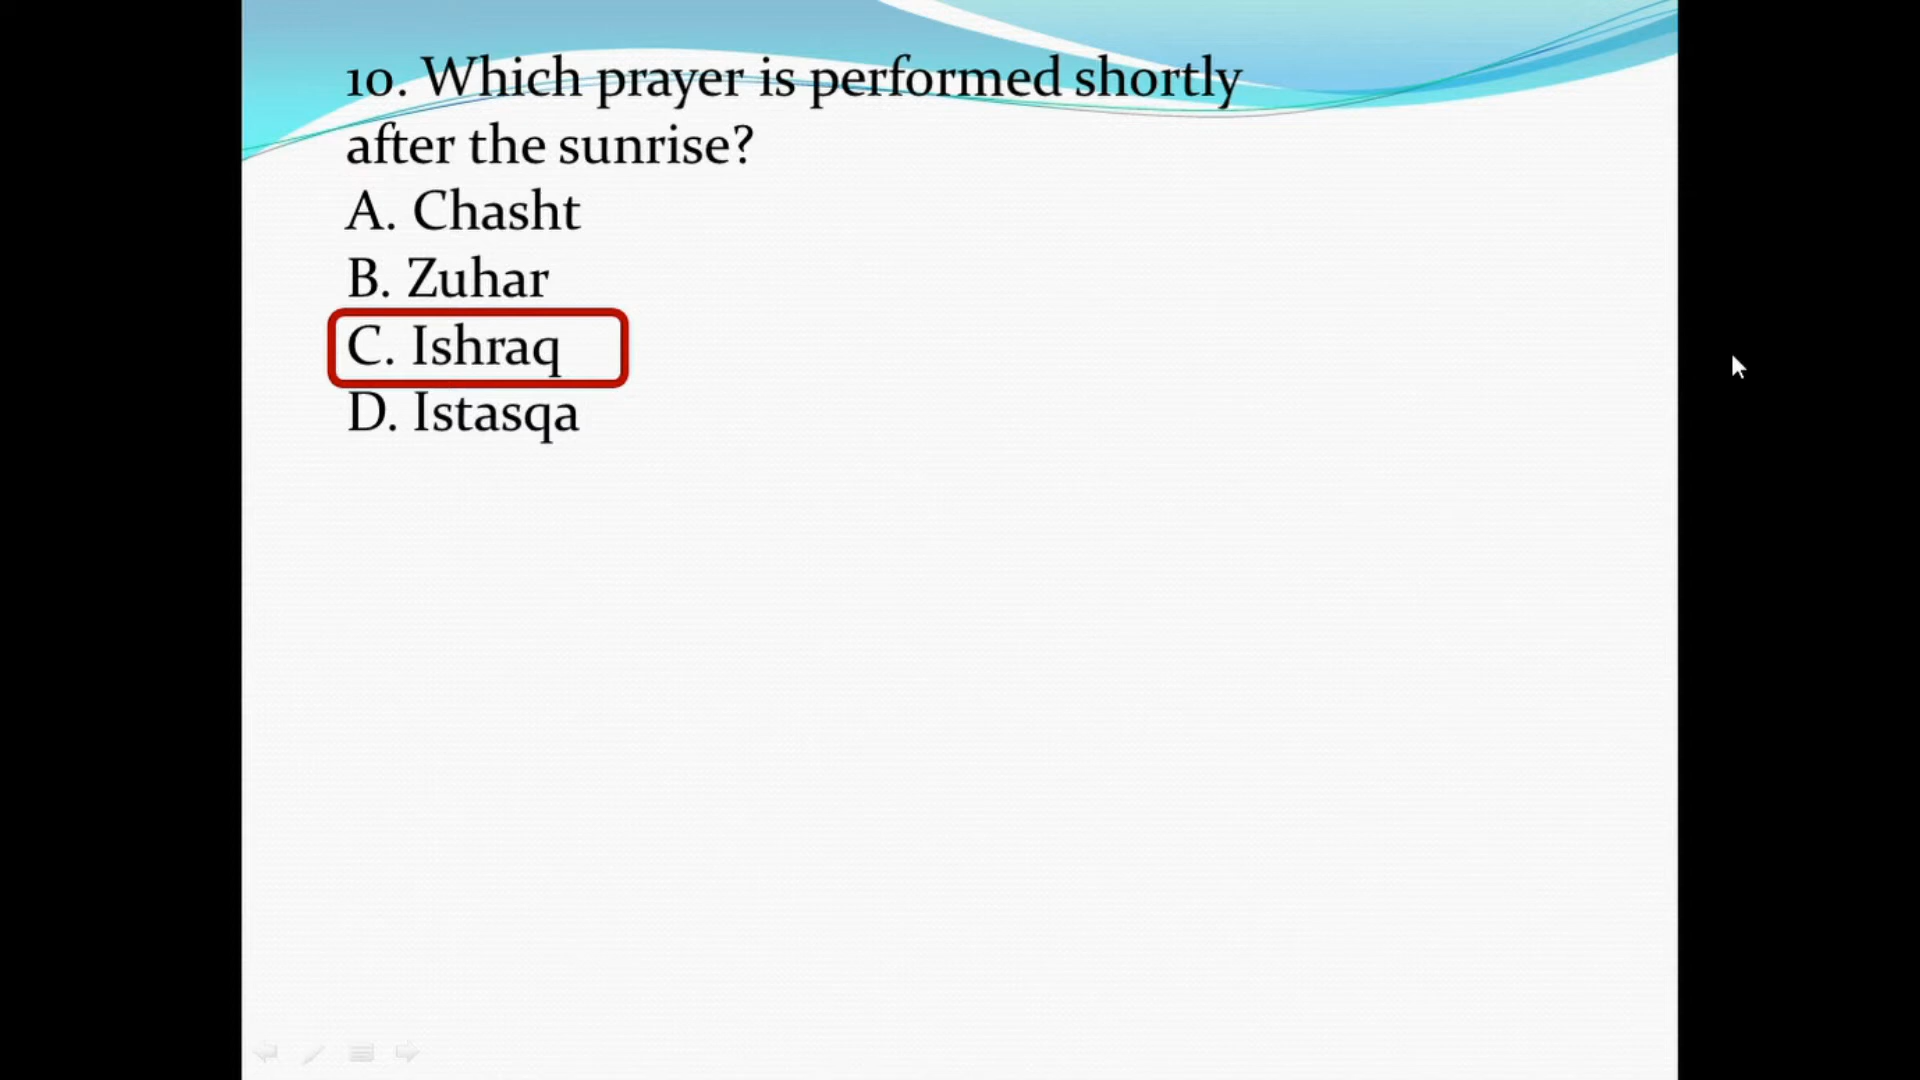 10. Which prayer is performed shortly
after the sunrise?
A. Chasht
B. Zuhar
C. Ishraq
D. Istasqa